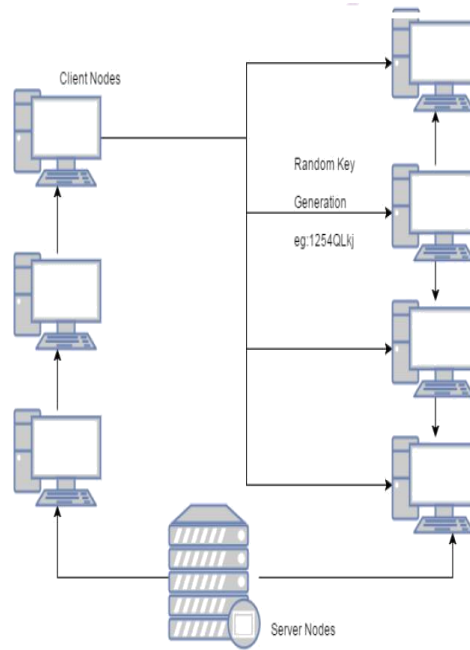 Client Nodes
Random Key
Generation
eg:1254QLkj
Server Nodes